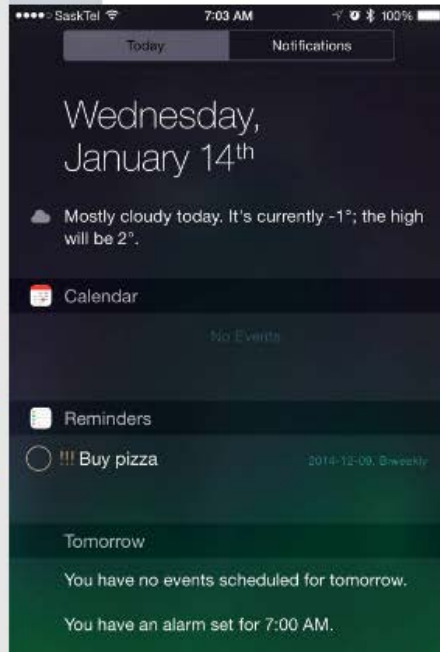 SaskTel 7:03 AM 100%
Today Notifications
Wednesday,
January 14th
Mostly cloudy today. It's currently -1°; the high
will be 2°.
Calendar
No Events
Reminders
!!! Buy pizza 2014-12-09, Biweekly
Tomorrow
You have no events scheduled for tomorrow.
You have an alarm set for 7:00 AM.